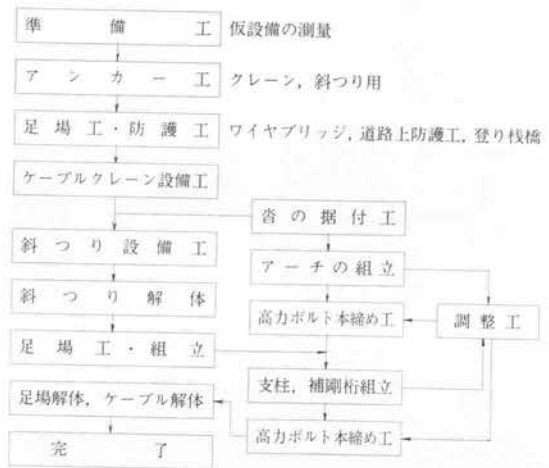 準備工 仮設備の測量
アンカー工 クレーン,斜つり用
足場工・防護工 ワイヤブリッジ,道路上防護工,登り桟橋
ケーブルクレーン設備工
沓の据付工
斜つり設備工
アーチの組立
斜つり解体
高力ボルト本締め工 調整工
足場工・組立
支柱,補剛桁組立
足場解体,ケーブル解体
高力ボルト本締め工
完了